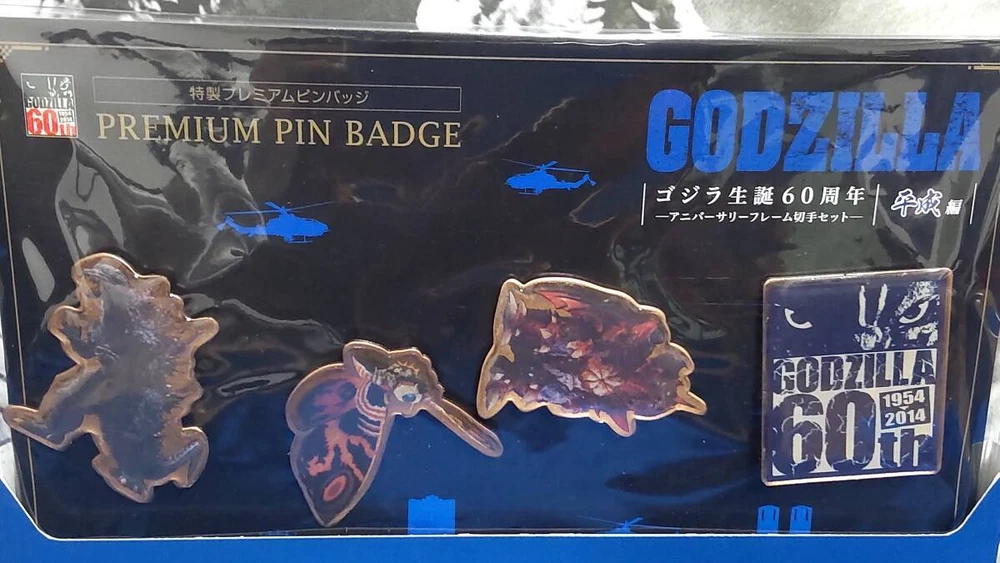 GODZILLA
60th
1954
2014
特製プレミアムピンバッジ
PREMIUM PIN BADGE
GODZILLA
ゴジラ生誕60周年
―アニバーサリーフレーム切手セット―
平成編
GODZILLA
60th
1954
2014